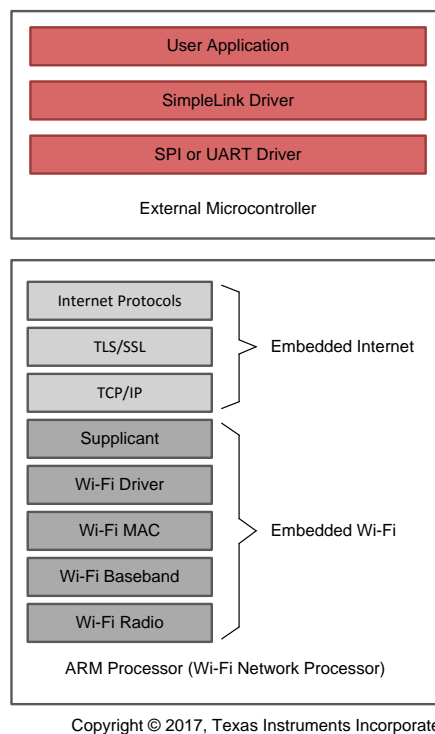 User Application
SimpleLink Driver
SPI or UART Driver
External Microcontroller
Internet Protocols
TLS/SSL
Embedded Internet
TCP/IP
Supplicant
Wi-Fi Driver
Wi-Fi MAC
Embedded Wi-Fi
Wi-Fi Baseband
Wi-Fi Radio
ARM Processor (Wi-Fi Network Processor)
Copyright © 2017, Texas Instruments Incorporate